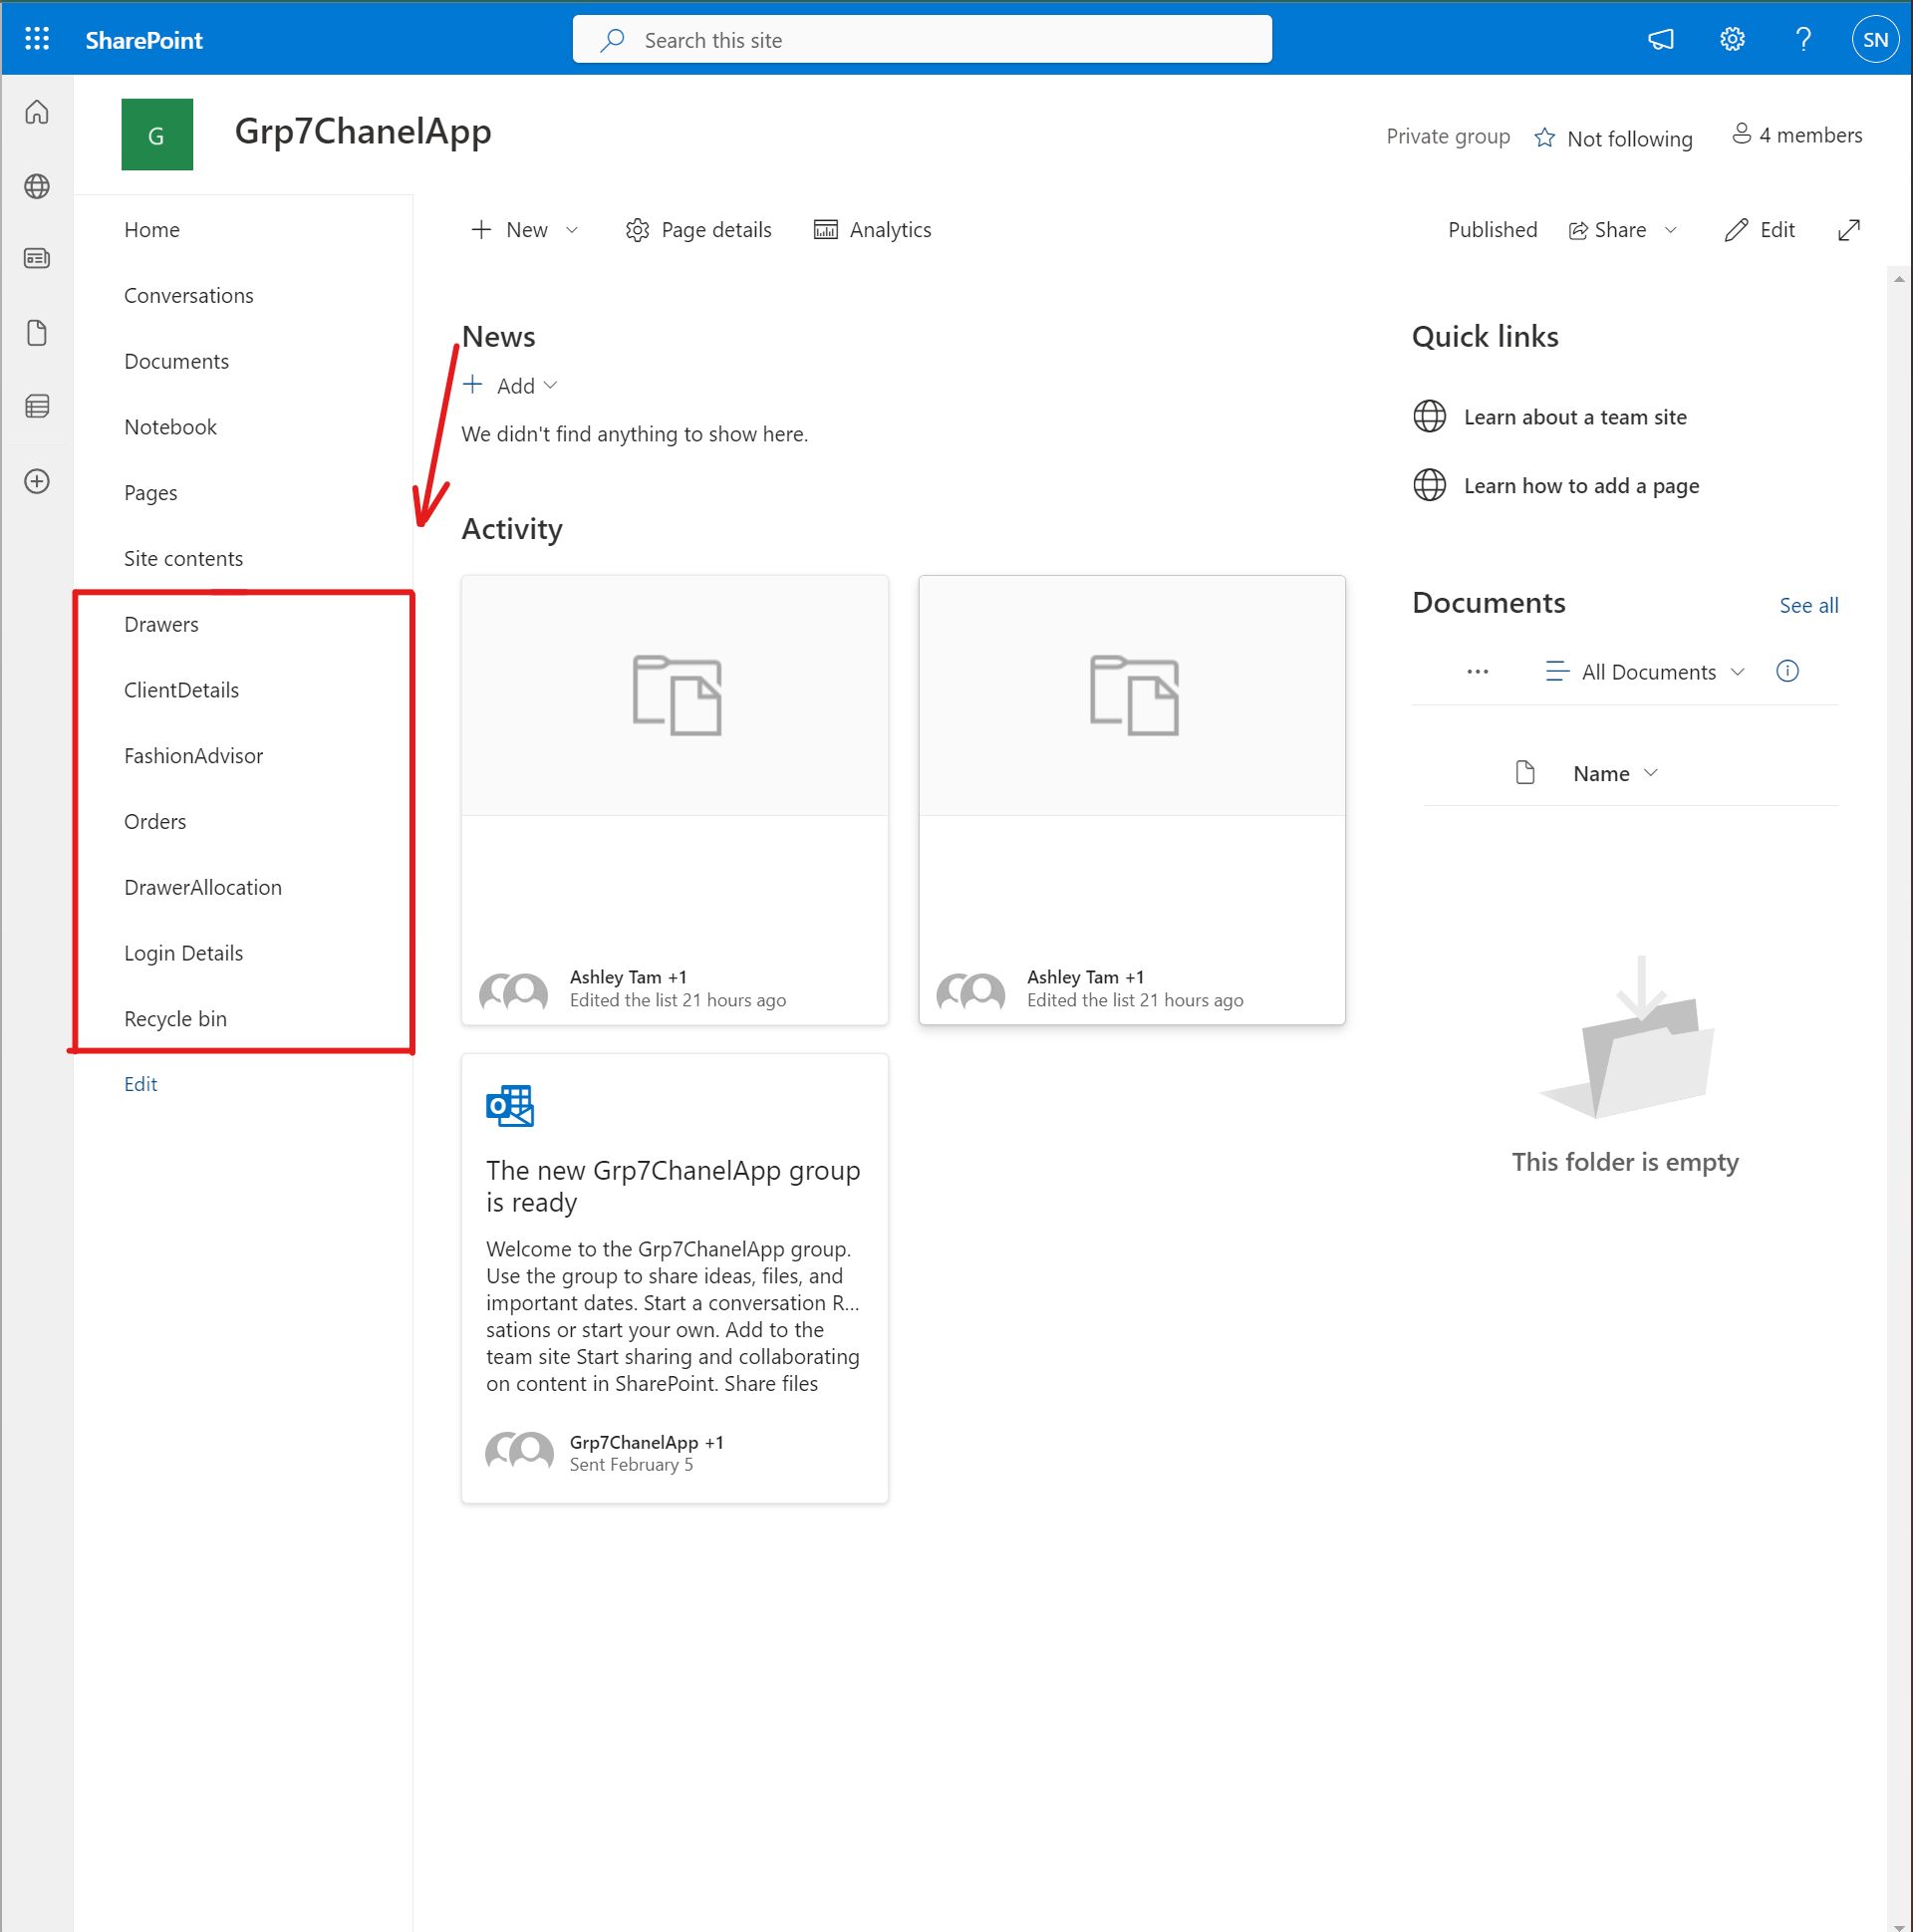 SharePoint
Search this site
SN
G
Grp7ChanelApp
Private group
Not following
4 members
Home
Conversations
Documents
Notebook
Pages
Site contents
Drawers
ClientDetails
FashionAdvisor
Orders
DrawerAllocation
Login Details
Recycle bin
Edit
New
Page details
Analytics
Published
Share
Edit
News
Add
We didn't find anything to show here.
Activity
Ashley Tam +1
Edited the list 21 hours ago
Ashley Tam +1
Edited the list 21 hours ago
The new Grp7ChanelApp group
is ready
Welcome to the Grp7ChanelApp group.
Use the group to share ideas, files, and
important dates. Start a conversation R...
sations or start your own. Add to the
team site Start sharing and collaborating
on content in SharePoint. Share files
Grp7ChanelApp +1
Sent February 5
Quick links
Learn about a team site
Learn how to add a page
Documents
See all
All Documents
Name
This folder is empty